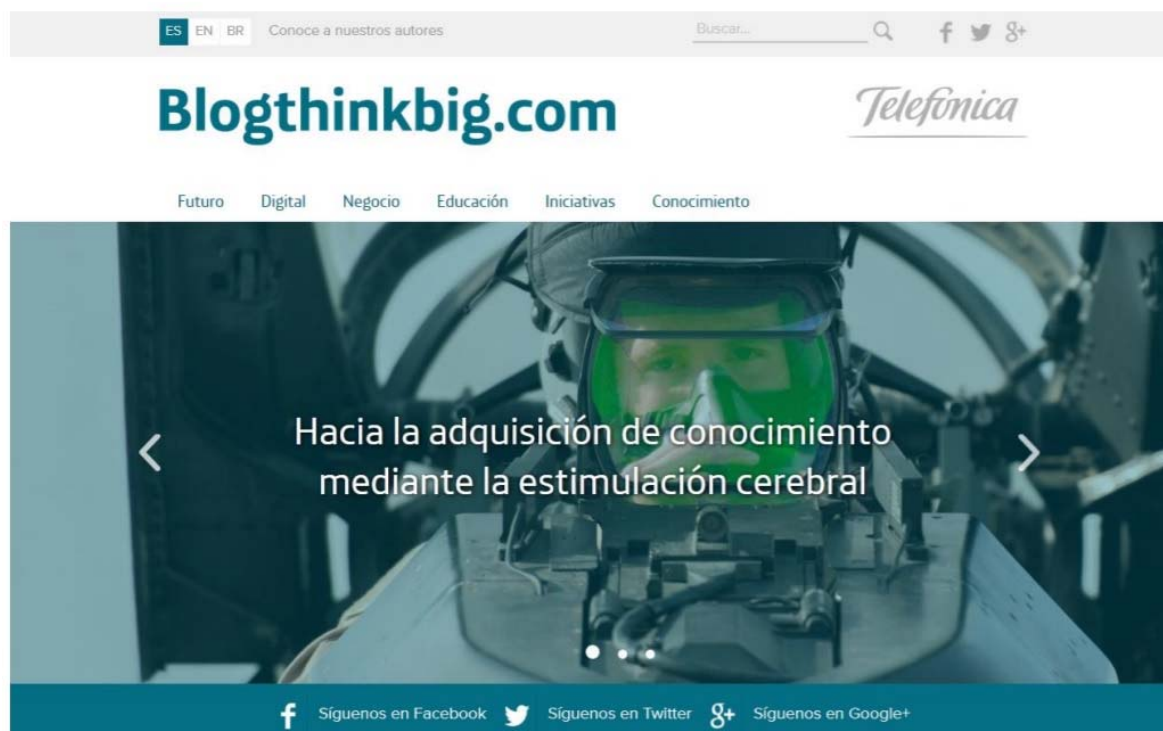 ES EN BR Conoce a nuestros autores Buscar...
Blogthinkbig.com
Telefónica
Futuro Digital Negocio Educación Iniciativas Conocimiento
Hacia la adquisición de conocimiento
mediante la estimulación cerebral
Síguenos en Facebook Síguenos en Twitter Síguenos en Google+